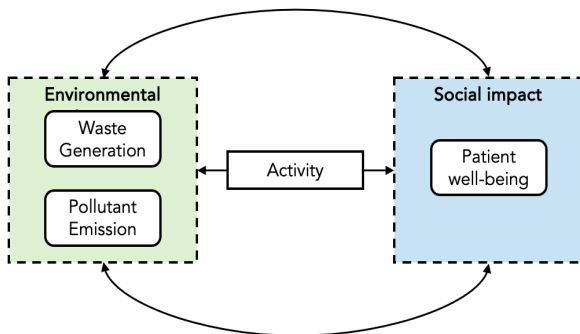 Environmental
Waste
Generation
Pollutant
Emission
Activity
Social impact
Patient
well-being